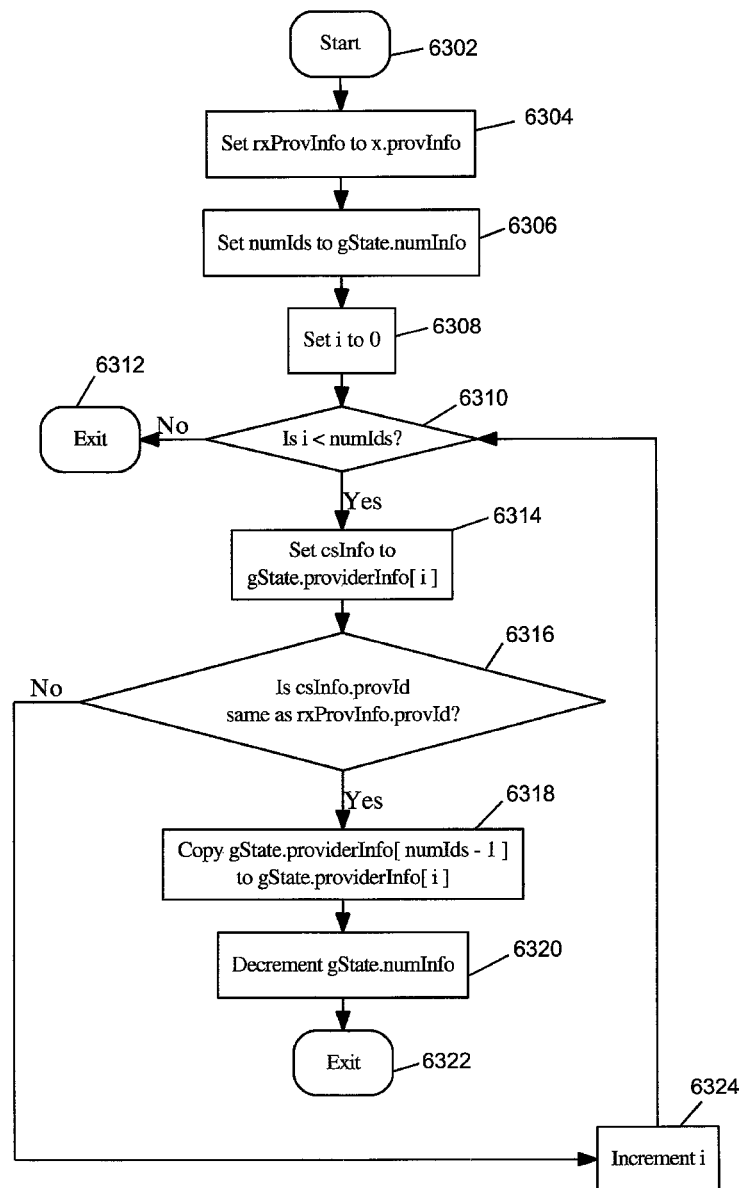 Start
6302
Set rxProvInfo to x.provInfo
6304
Set numIds to gState.numInfo
6306
Set i to 0
6308
6312
Exit
No
Is i < numIds?
6310
Yes
Set csInfo to
gState.providerInfo[ i ]
6314
6316
No
Is csInfo.provId
same as rxProvInfo.provId?
Yes
6318
Copy gState.providerInfo[ numIds - 1 ]
to gState.providerInfo[ i ]
Decrement gState.numInfo
6320
Exit
6322
6324
Increment i